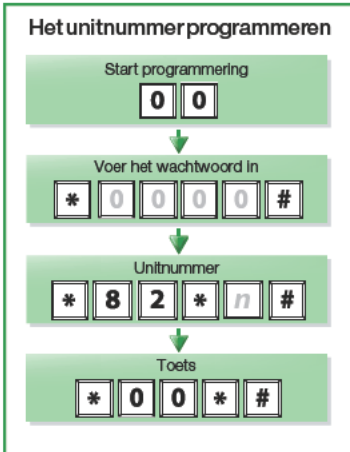 Het unitnummer programmeren
Start programmering
0 0
Voer het wachtwoord in
* 0 0 0 0 #
Unitnummer
* 8 2 * n #
Toets
* 0 0 * #